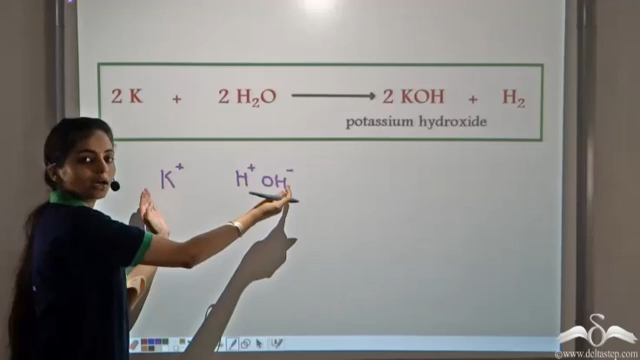 2 K + 2 H₂O ⟶ 2 KOH + H₂
potassium hydroxide
K⁺ H⁺ OH⁻
©www.deltastep.com